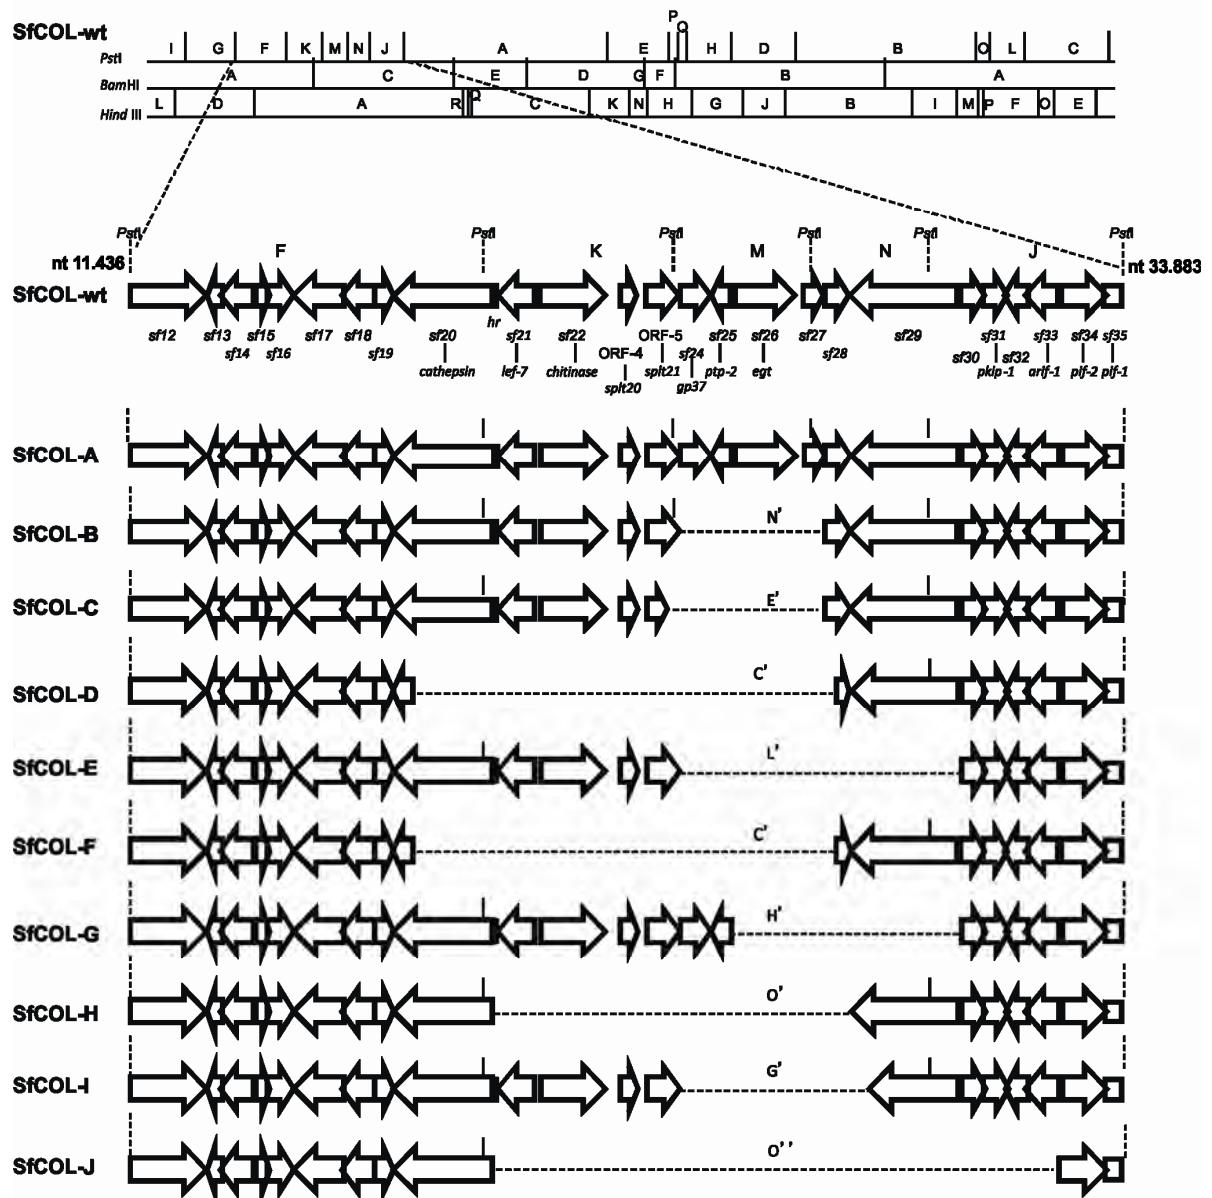 SfCOL-wt
P Q
PstI I G F K M N J A E H D B O L C
BamHI A C E D G F B A
Hind III L D A R Q C K N H G J B I M P F O E
PstI PstI PstI PstI PstI PstI
F K M N J
nt 11.436 nt 33.883
SfCOL-wt
hr
sf12 sf13 sf15 sf17 sf18 sf20 sf21 sf22 ORF-5 sf25 sf26 sf27 sf29 sf31 sf33 sf34 sf35
sf14 sf16 sf19 ORF-4 sf24 sf28 sf30 sf32
cathepsin lef-7 chitinase splt21 ptp-2 egt pkip-1 arif-1 pif-2 pif-1
splt20 gp37
SfCOL-A
SfCOL-B N'
SfCOL-C E'
SfCOL-D C'
SfCOL-E L'
SfCOL-F C'
SfCOL-G H'
SfCOL-H O'
SfCOL-I G'
SfCOL-J O''